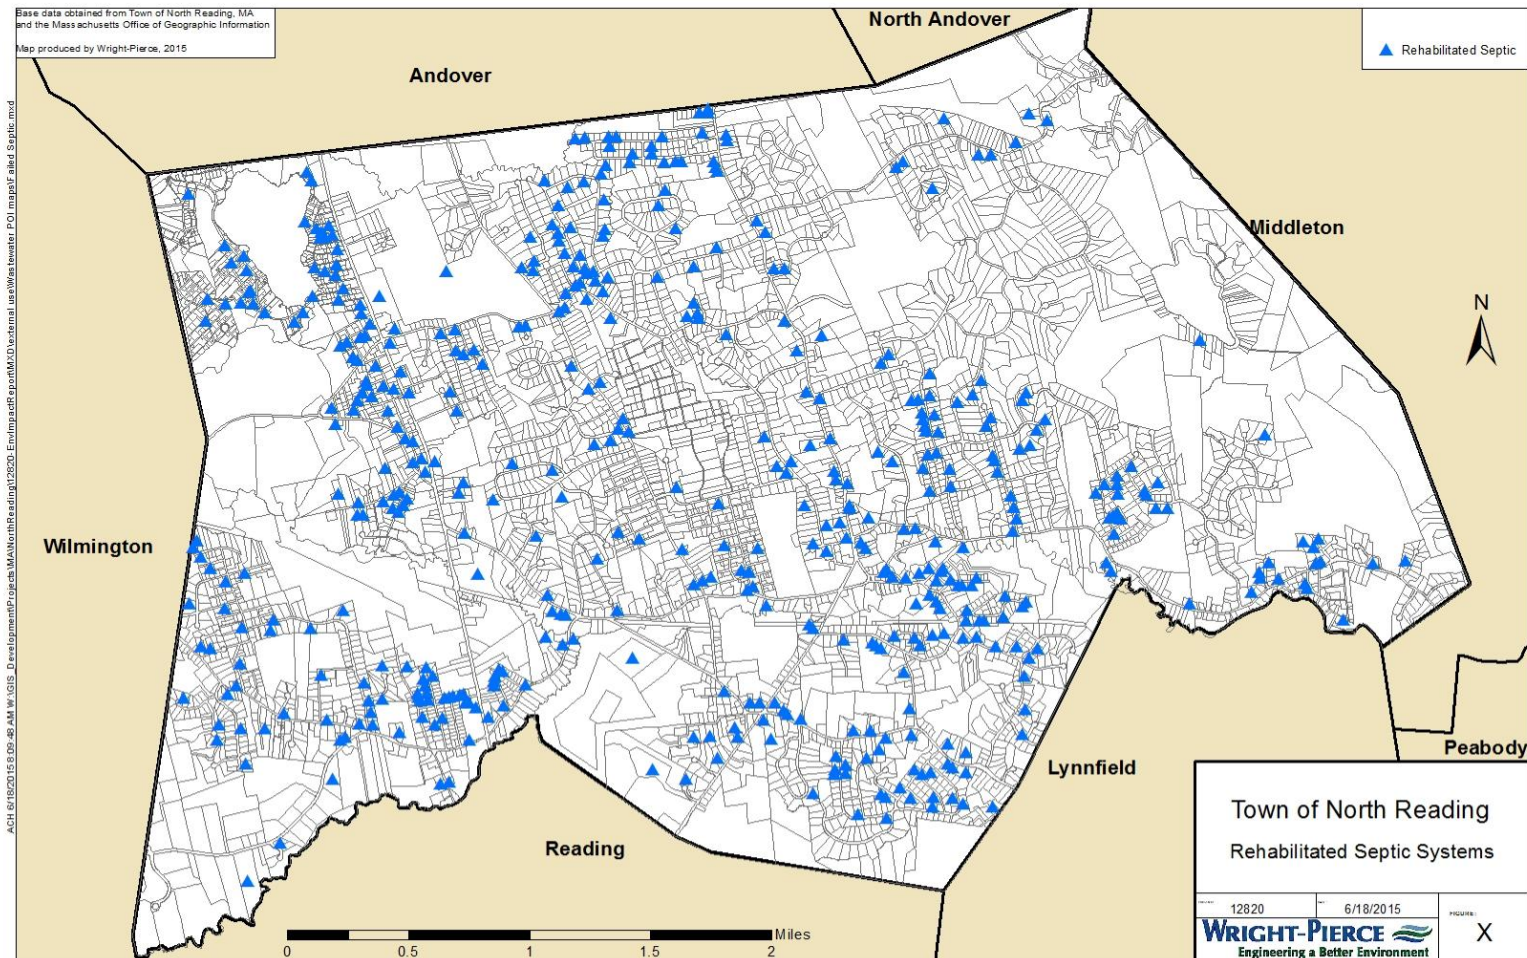 Base data obtained from Town of North Reading, MA
and the Massachusetts Office of Geographic Information
Map produced by Wright-Pierce, 2015
North Andover
Rehabilitated Septic
Andover
Middleton
N
Wilmington
Peabody
Lynnfield
Reading
Miles
0 0.5 1 1.5 2
Town of North Reading
Rehabilitated Septic Systems
12820 6/18/2015
FIGURE:
X
WRIGHT-PIERCE
Engineering a Better Environment